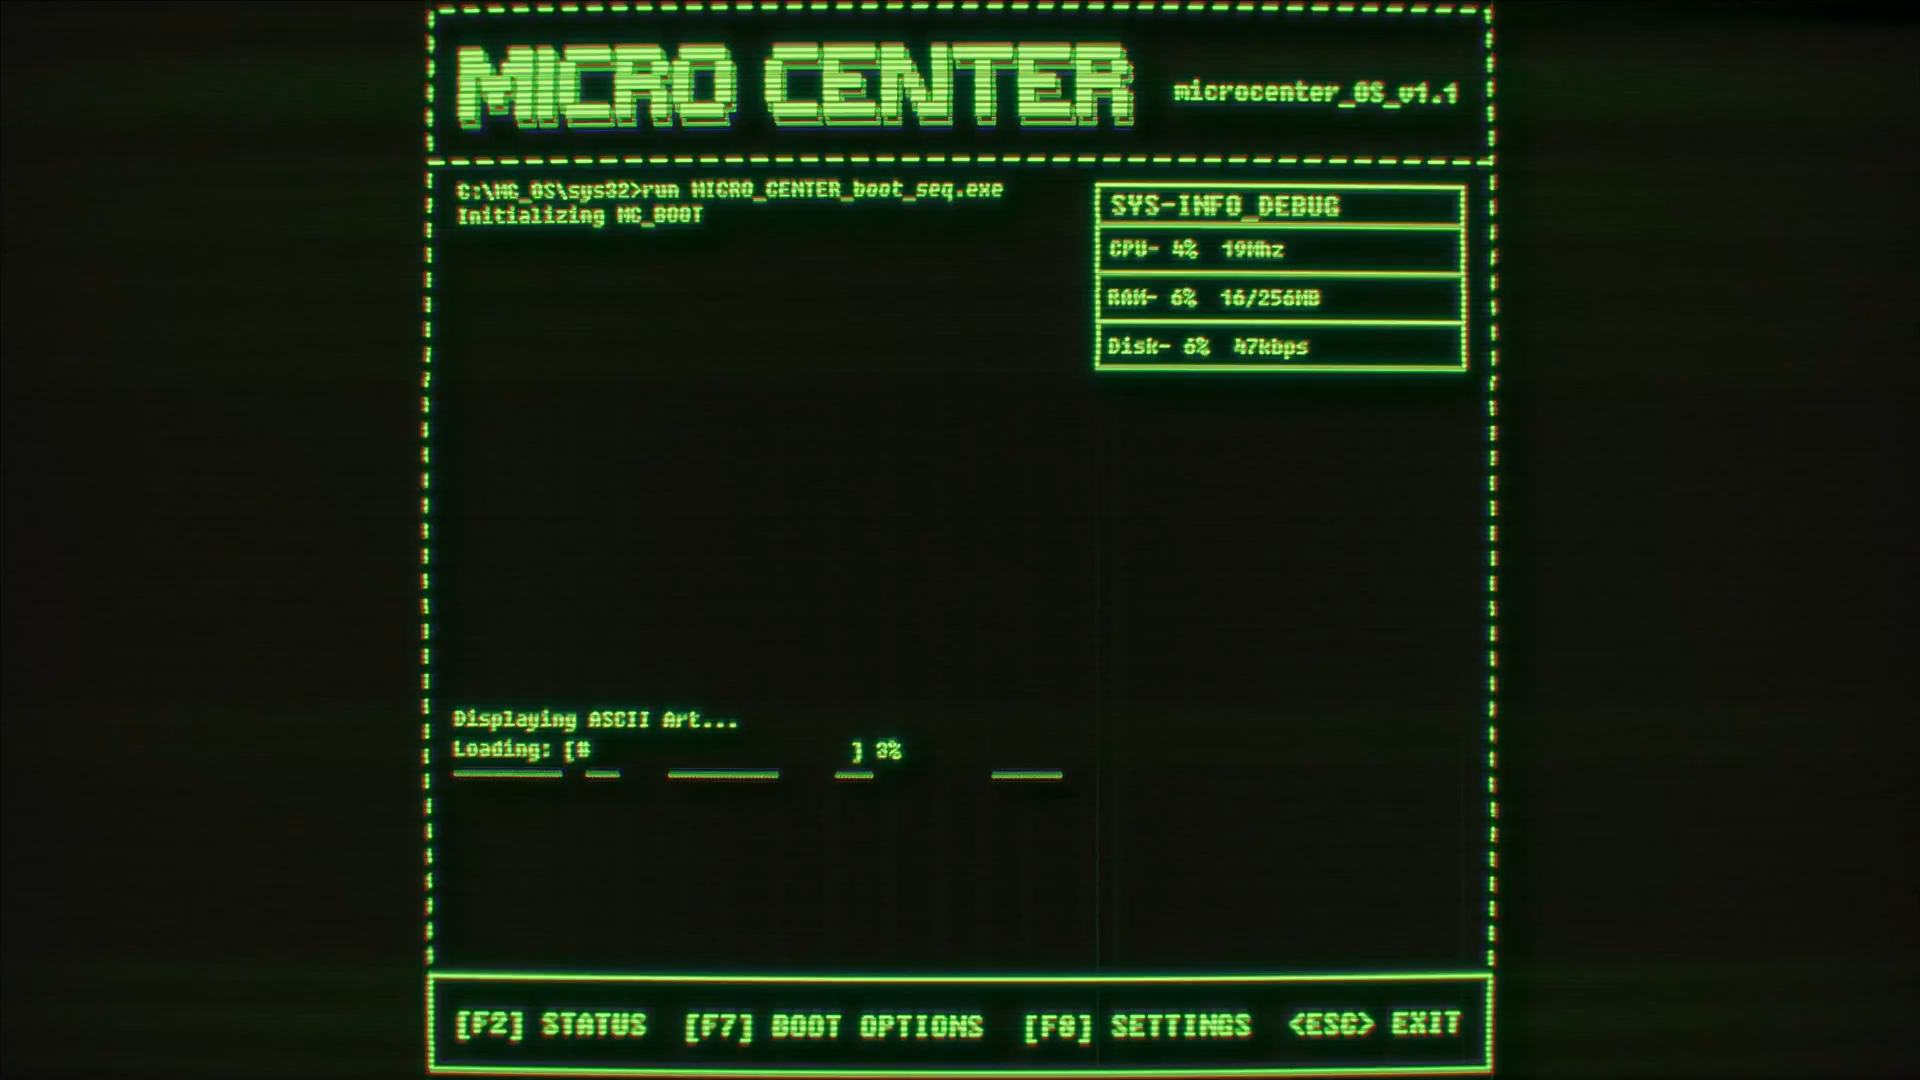 MICRO CENTER
microcenter_OS_v1.1
C:\MC_OS\sys32>run MICRO_CENTER_boot_seq.exe
Initializing MC_BOOT
SYS-INFO_DEBUG
CPU- 4% 19Mhz
RAM- 6% 16/256MB
Disk- 6% 47kbps
Displaying ASCII Art...
Loading: [# ] 3%
[F2] STATUS [F7] BOOT OPTIONS [F8] SETTINGS <ESC> EXIT